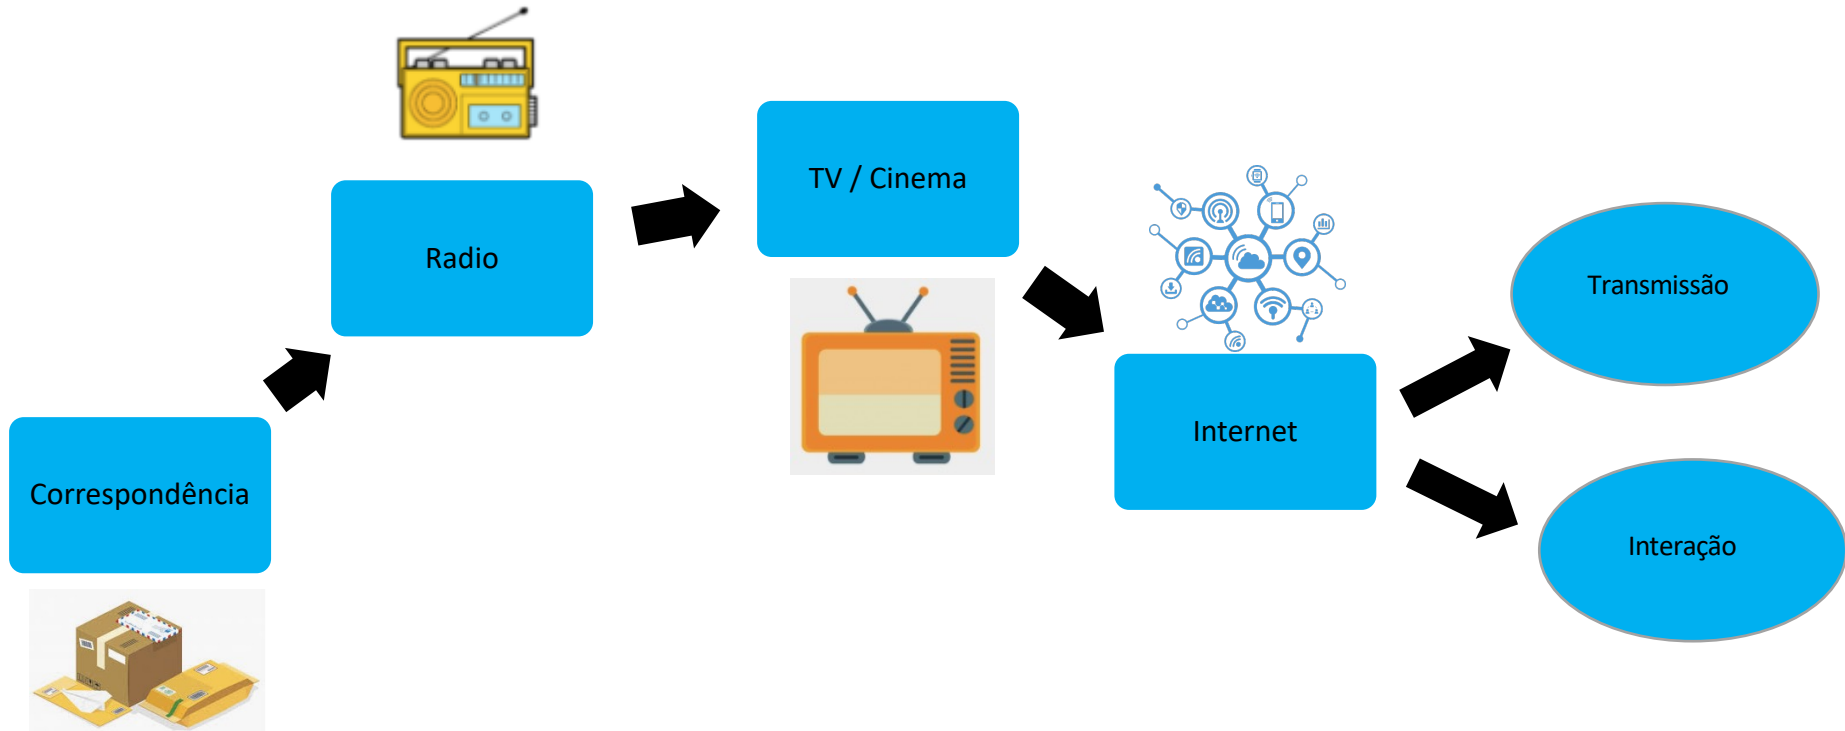 Correspondência
Radio
TV / Cinema
Internet
Transmissão
Interação